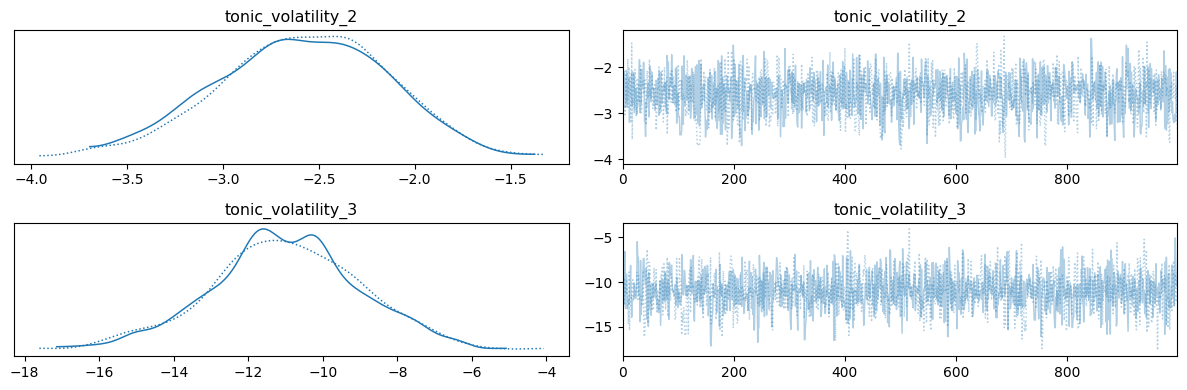 tonic_volatility_2
−4.0 −3.5 −3.0 −2.5 −2.0 −1.5
tonic_volatility_2
−2
−3
−4
0 200 400 600 800
tonic_volatility_3
−18 −16 −14 −12 −10 −8 −6 −4
tonic_volatility_3
−5
−10
−15
0 200 400 600 800